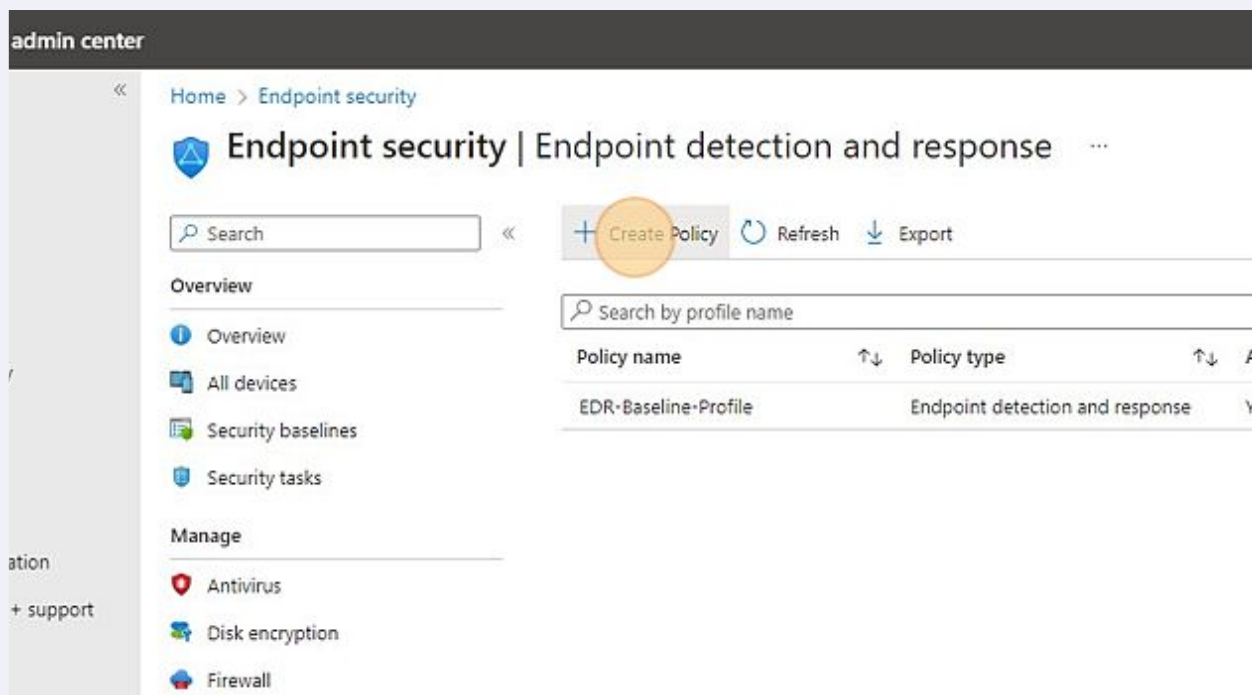 admin center
Home > Endpoint security
Endpoint security | Endpoint detection and response ...
Search
Create Policy Refresh Export
Overview
Overview
All devices
Security baselines
Security tasks
Manage
Antivirus
Disk encryption
Firewall
Search by profile name
Policy name Policy type
EDR-Baseline-Profile Endpoint detection and response
+ support